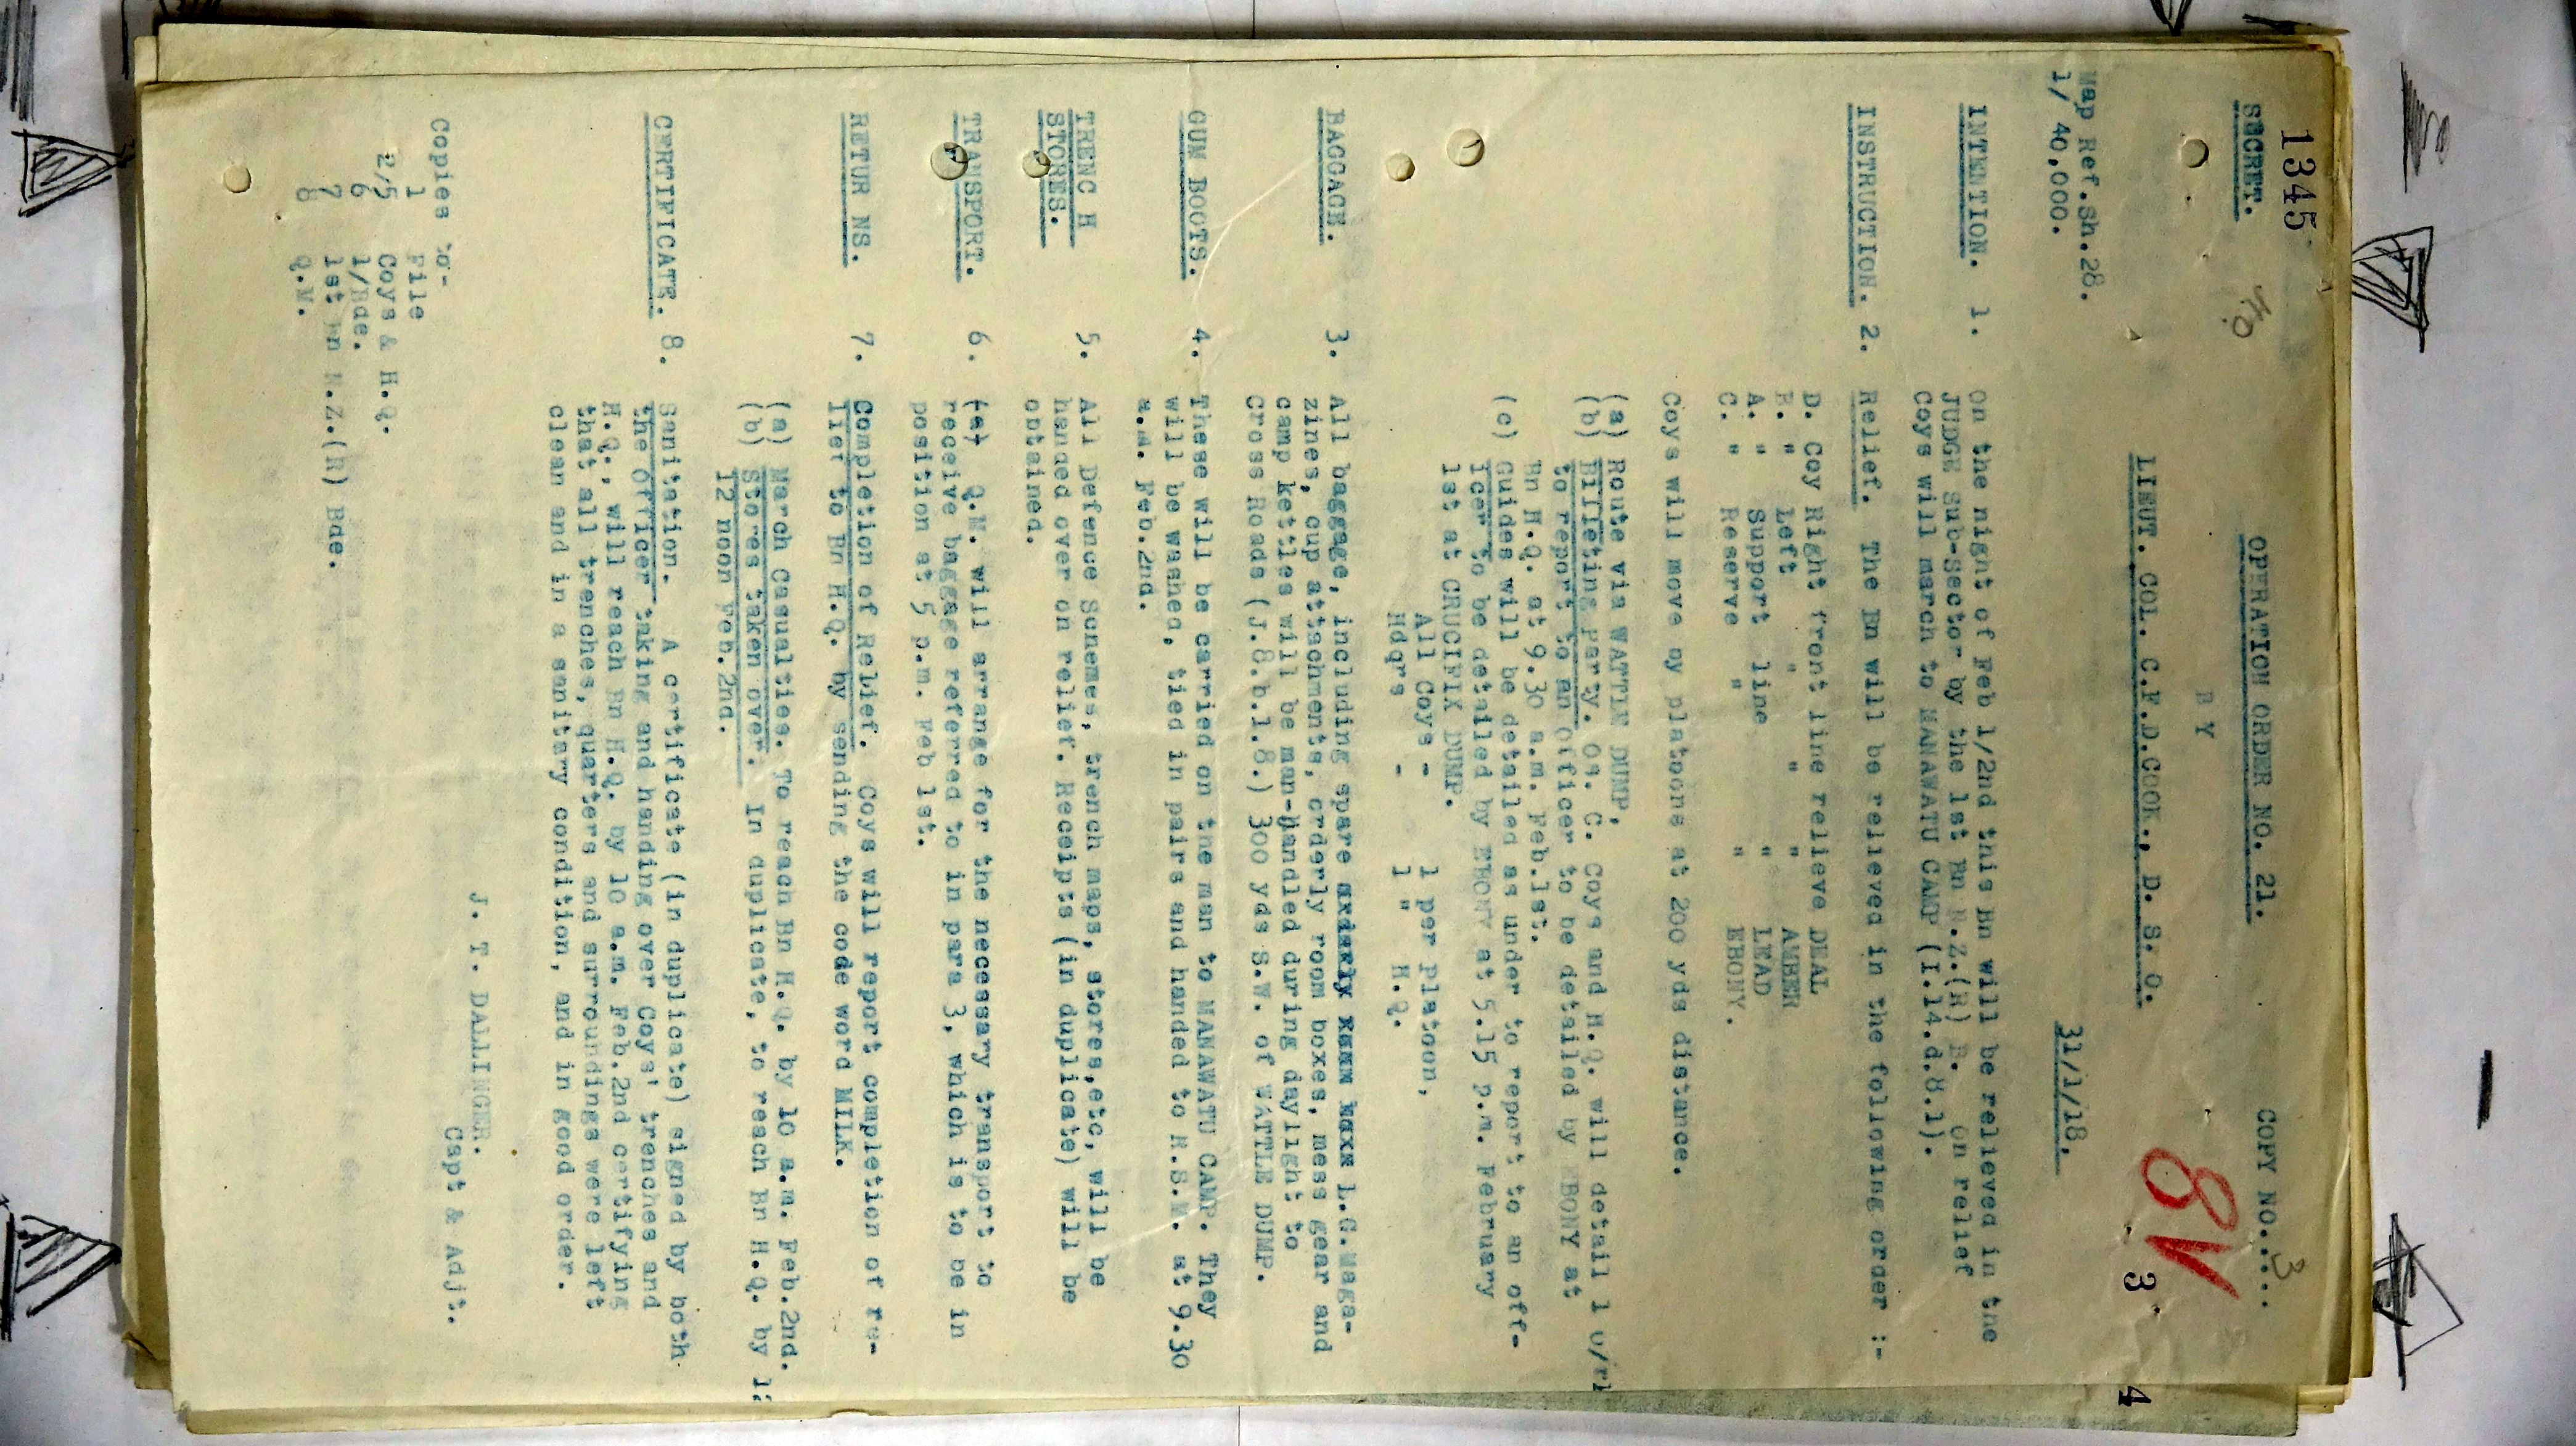 1345
SECRET.
OPERATION ORDER NO. 21.
COPY NO..3...
BY
LIEUT. COL. C.F.D.COOK., D. S. O.
3
4
Map Ref.Sh.28.
1/ 40,000.
31/1/18.
INTENTION. 1. On the night of Feb 1/2nd this Bn will be relieved in the
JUDGE Sub-Sector by the 1st Bn N.Z.(R) B. On relief
Coys will march to MANAWATU CAMP (I.14.d.8.1).
INSTRUCTION. 2. Relief. The Bn will be relieved in the following order :-
D. Coy Right front line relieve DEAL
B. " Left " " " AMBER
A. " Support line " LEAD
C. " Reserve " " EBONY.
Coys will move by platoons at 200 yds distance.
(a) Route via WATTLE DUMP,
(b) Billeting party. Os. C. Coys and H.Q. will detail 1 O/R
to report to an officer to be detailed by EBONY at
Bn H.Q. at 9.30 a.m. Feb.1st.
(c) Guides will be detailed as under to report to an off-
icer to be detailed by EBONY at 5.15 p.m. February
1st at CRUCIFIX DUMP.
All Coys - 1 per Platoon,
Hdqrs - 1 " H.Q.
BAGGAGE. 3. All baggage, including spare L.G.Maga-
zines, cup attachments, orderly room boxes, mess gear and
camp kettles will be man-handled during daylight to
Cross Roads (J.8.b.1.8.) 300 yds S.W. of WATTLE DUMP.
GUM BOOTS. 4. These will be carried on the man to MANAWATU CAMP. They
will be washed, tied in pairs and handed to R.S.M. at 9.30
a.m. Feb.2nd.
TRENC H
STORES. 5. All Defence Schemes, trench maps, stores,etc, will be
handed over on relief. Receipts (in duplicate) will be
obtained.
TRANSPORT. 6. (a) Q.M. will arrange for the necessary transport to
receive baggage referred to in para 3, which is to be in
position at 5 p.m. Feb 1st.
RETUR NS. 7. Completion of Relief. Coys will report completion of re-
lief to Bn H.Q. by sending the code word MILK.
(a) March Casualties. To reach Bn H.Q. by 10 a.m. Feb.2nd.
(b) Stores taken over. In duplicate, to reach Bn H.Q. by
12 noon Feb.2nd.
CERTIFICATE. 8. Sanitation. A certificate (in duplicate) signed by both
the Officer taking and handing over Coys' trenches and
H.Q., will reach Bn H.Q. by 10 a.m. Feb.2nd certifying
that all trenches, quarters and surroundings were left
clean and in a sanitary condition, and in good order.
J. T. DALLINGER.
Capt & Adjt.
Copies to-
1 File
2/5 Coys & H.Q.
6 1/Bde.
7 1st Bn N.Z.(R) Bde.
8 Q.M.